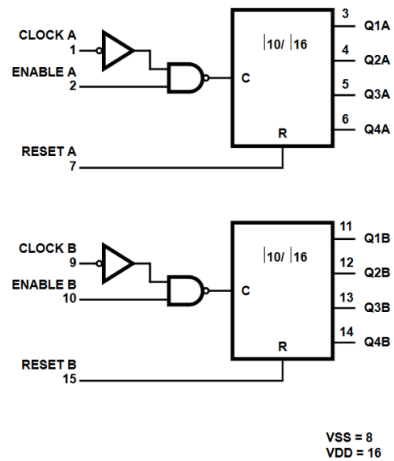 CLOCK A
1
ENABLE A
2
RESET A
7
C
|10/ |16
R
3
Q1A
4
Q2A
5
Q3A
6
Q4A
CLOCK B
9
ENABLE B
10
RESET B
15
C
|10/ |16
R
11
Q1B
12
Q2B
13
Q3B
14
Q4B
VSS = 8
VDD = 16